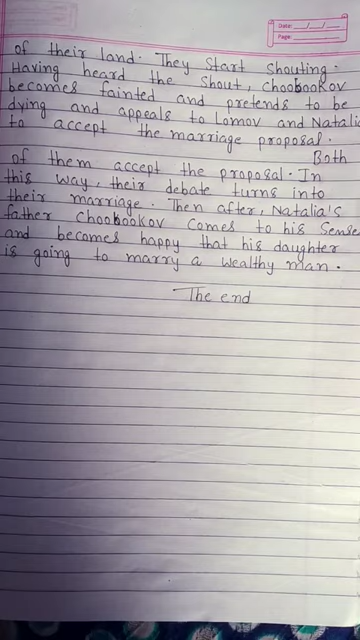 Date: __/__/__
Page:
of their land. They start shouting.
Having heard the shout, choobookov
becomes fainted and pretends to be
dying and appeals to Lomov and Natalia
to accept the marriage proposal.
Both
of them accept the proposal. In
this way, their debate turns into
their marriage. Then after, Natalia's
father choobookov comes to his sense
and becomes happy that his daughter
is going to marry a wealthy man.
The end